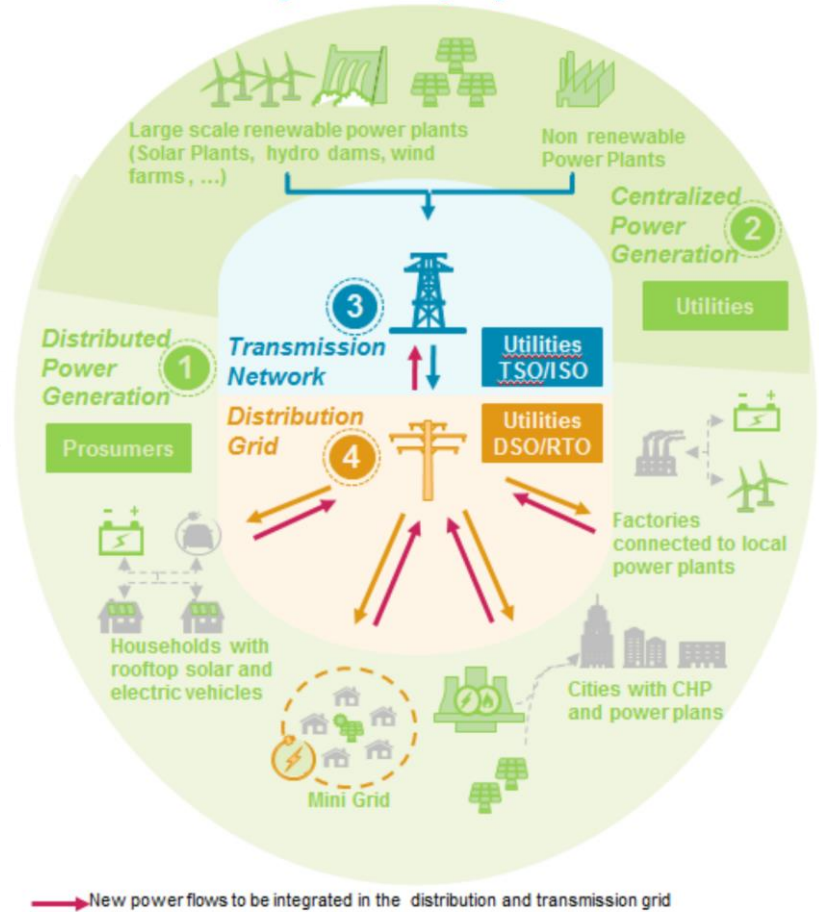 Large scale renewable power plants
(Solar Plants, hydro dams, wind
farms , ...)
Non renewable
Power Plants
Centralized
Power
Generation
2
Utilities
3
Transmission
Network
Utilities
TSO/ISO
Distributed
Power
Generation
1
Prosumers
Distribution
Grid
4
Utilities
DSO/RTO
- +
Factories
connected to local
power plants
- +
Households with
rooftop solar and
electric vehicles
Cities with CHP
and power plans
Mini Grid
New power flows to be integrated in the distribution and transmission grid